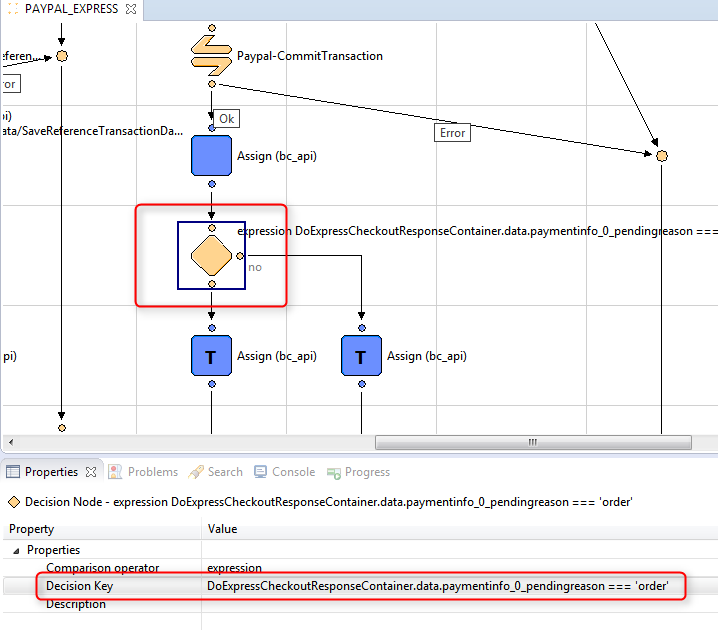 PAYPAL_EXPRESS
eferen...
Paypal-CommitTransaction
ror
Ok
Error
pi)
ata/SaveReferenceTransactionDa...
Assign (bc_api)
expression DoExpressCheckoutResponseContainer.data.paymentinfo_0_pendingreason ===
no
pi)
T
Assign (bc_api)
T
Assign (bc_api)
Properties
Problems
Search
Console
Progress
Decision Node - expression DoExpressCheckoutResponseContainer.data.paymentinfo_0_pendingreason === 'order'
Property Value
Properties
Comparison operator expression
Decision Key DoExpressCheckoutResponseContainer.data.paymentinfo_0_pendingreason === 'order'
Description